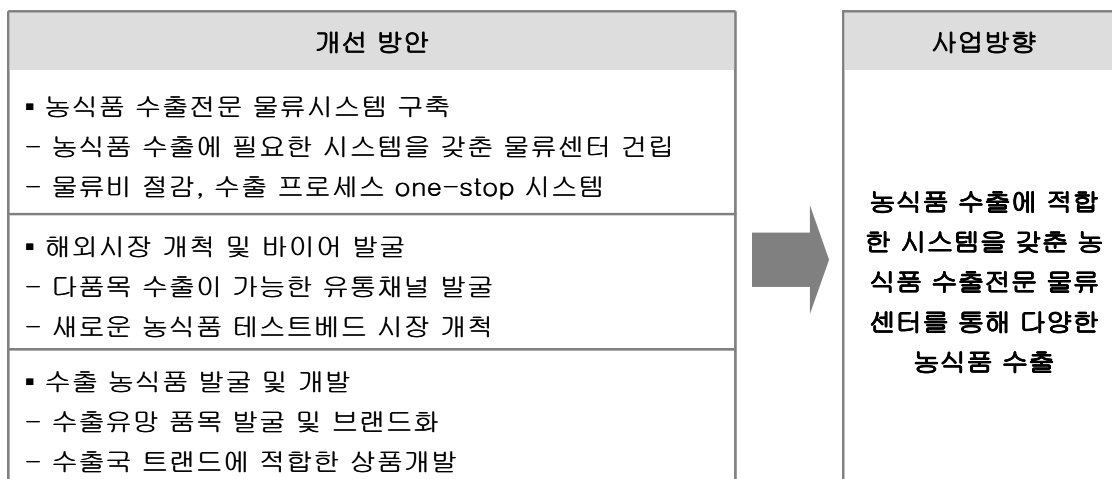 개선 방안
▪ 농식품 수출전문 물류시스템 구축
- 농식품 수출에 필요한 시스템을 갖춘 물류센터 건립
- 물류비 절감, 수출 프로세스 one-stop 시스템
▪ 해외시장 개척 및 바이어 발굴
- 다품목 수출이 가능한 유통채널 발굴
- 새로운 농식품 테스트베드 시장 개척
▪ 수출 농식품 발굴 및 개발
- 수출유망 품목 발굴 및 브랜드화
- 수출국 트랜드에 적합한 상품개발
사업방향
농식품 수출에 적합
한 시스템을 갖춘 농
식품 수출전문 물류
센터를 통해 다양한
농식품 수출